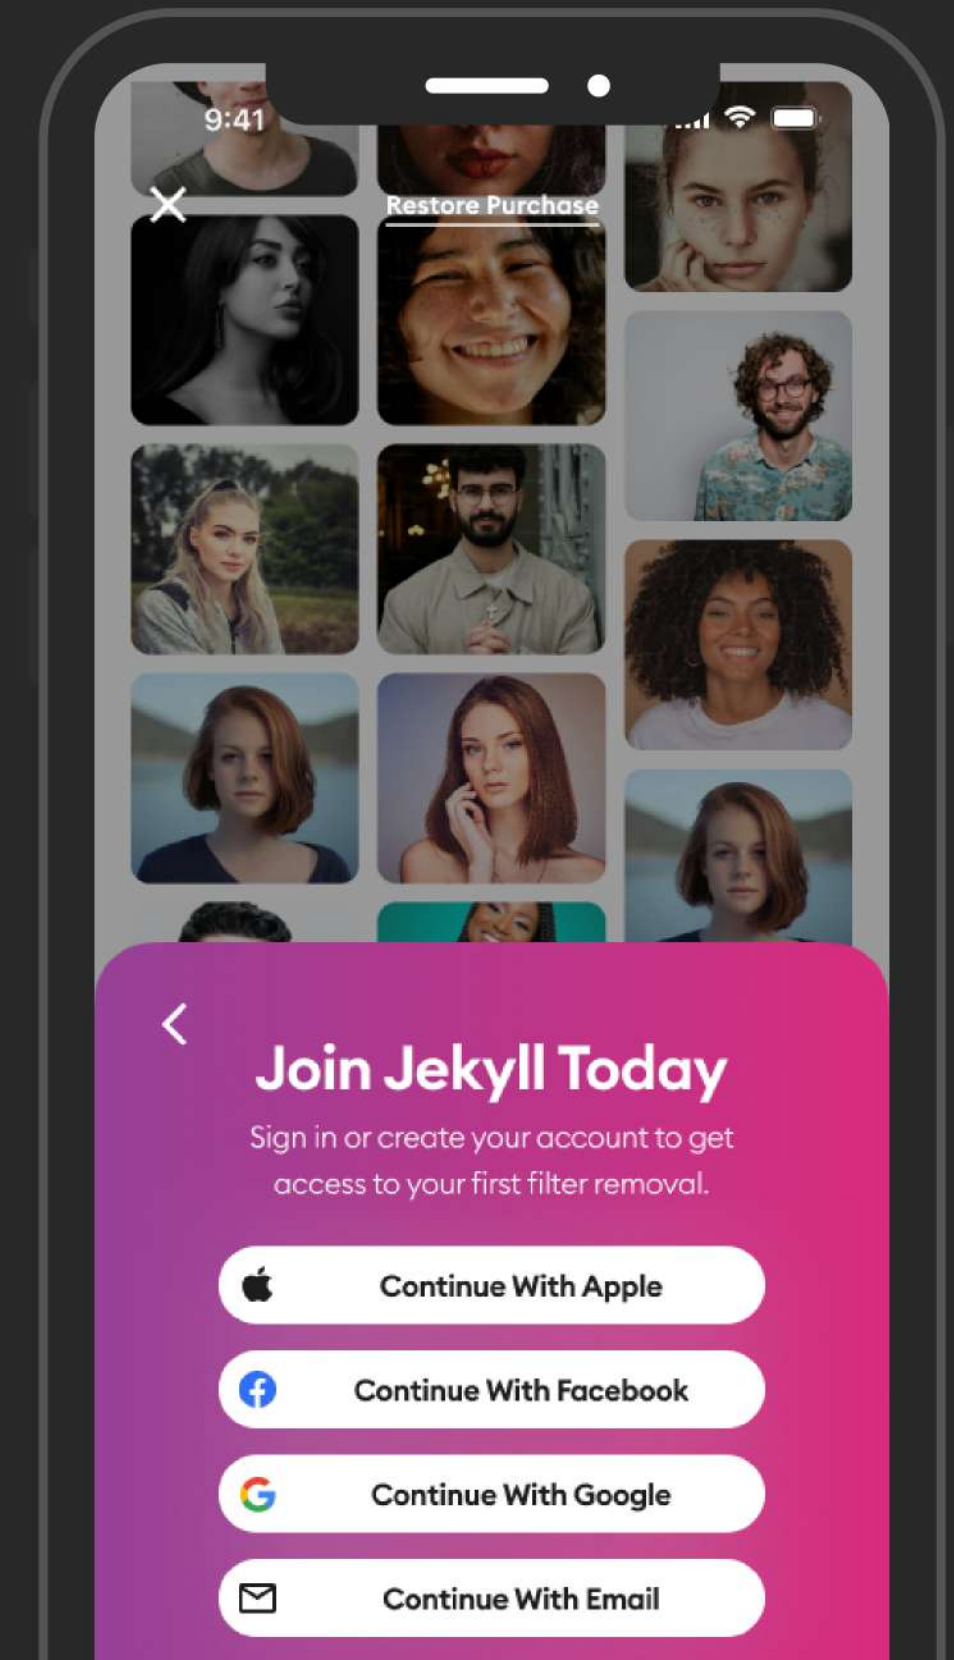 9:41
Restore Purchase
Join Jekyll Today
Sign in or create your account to get
access to your first filter removal.
Continue With Apple
Continue With Facebook
Continue With Google
Continue With Email